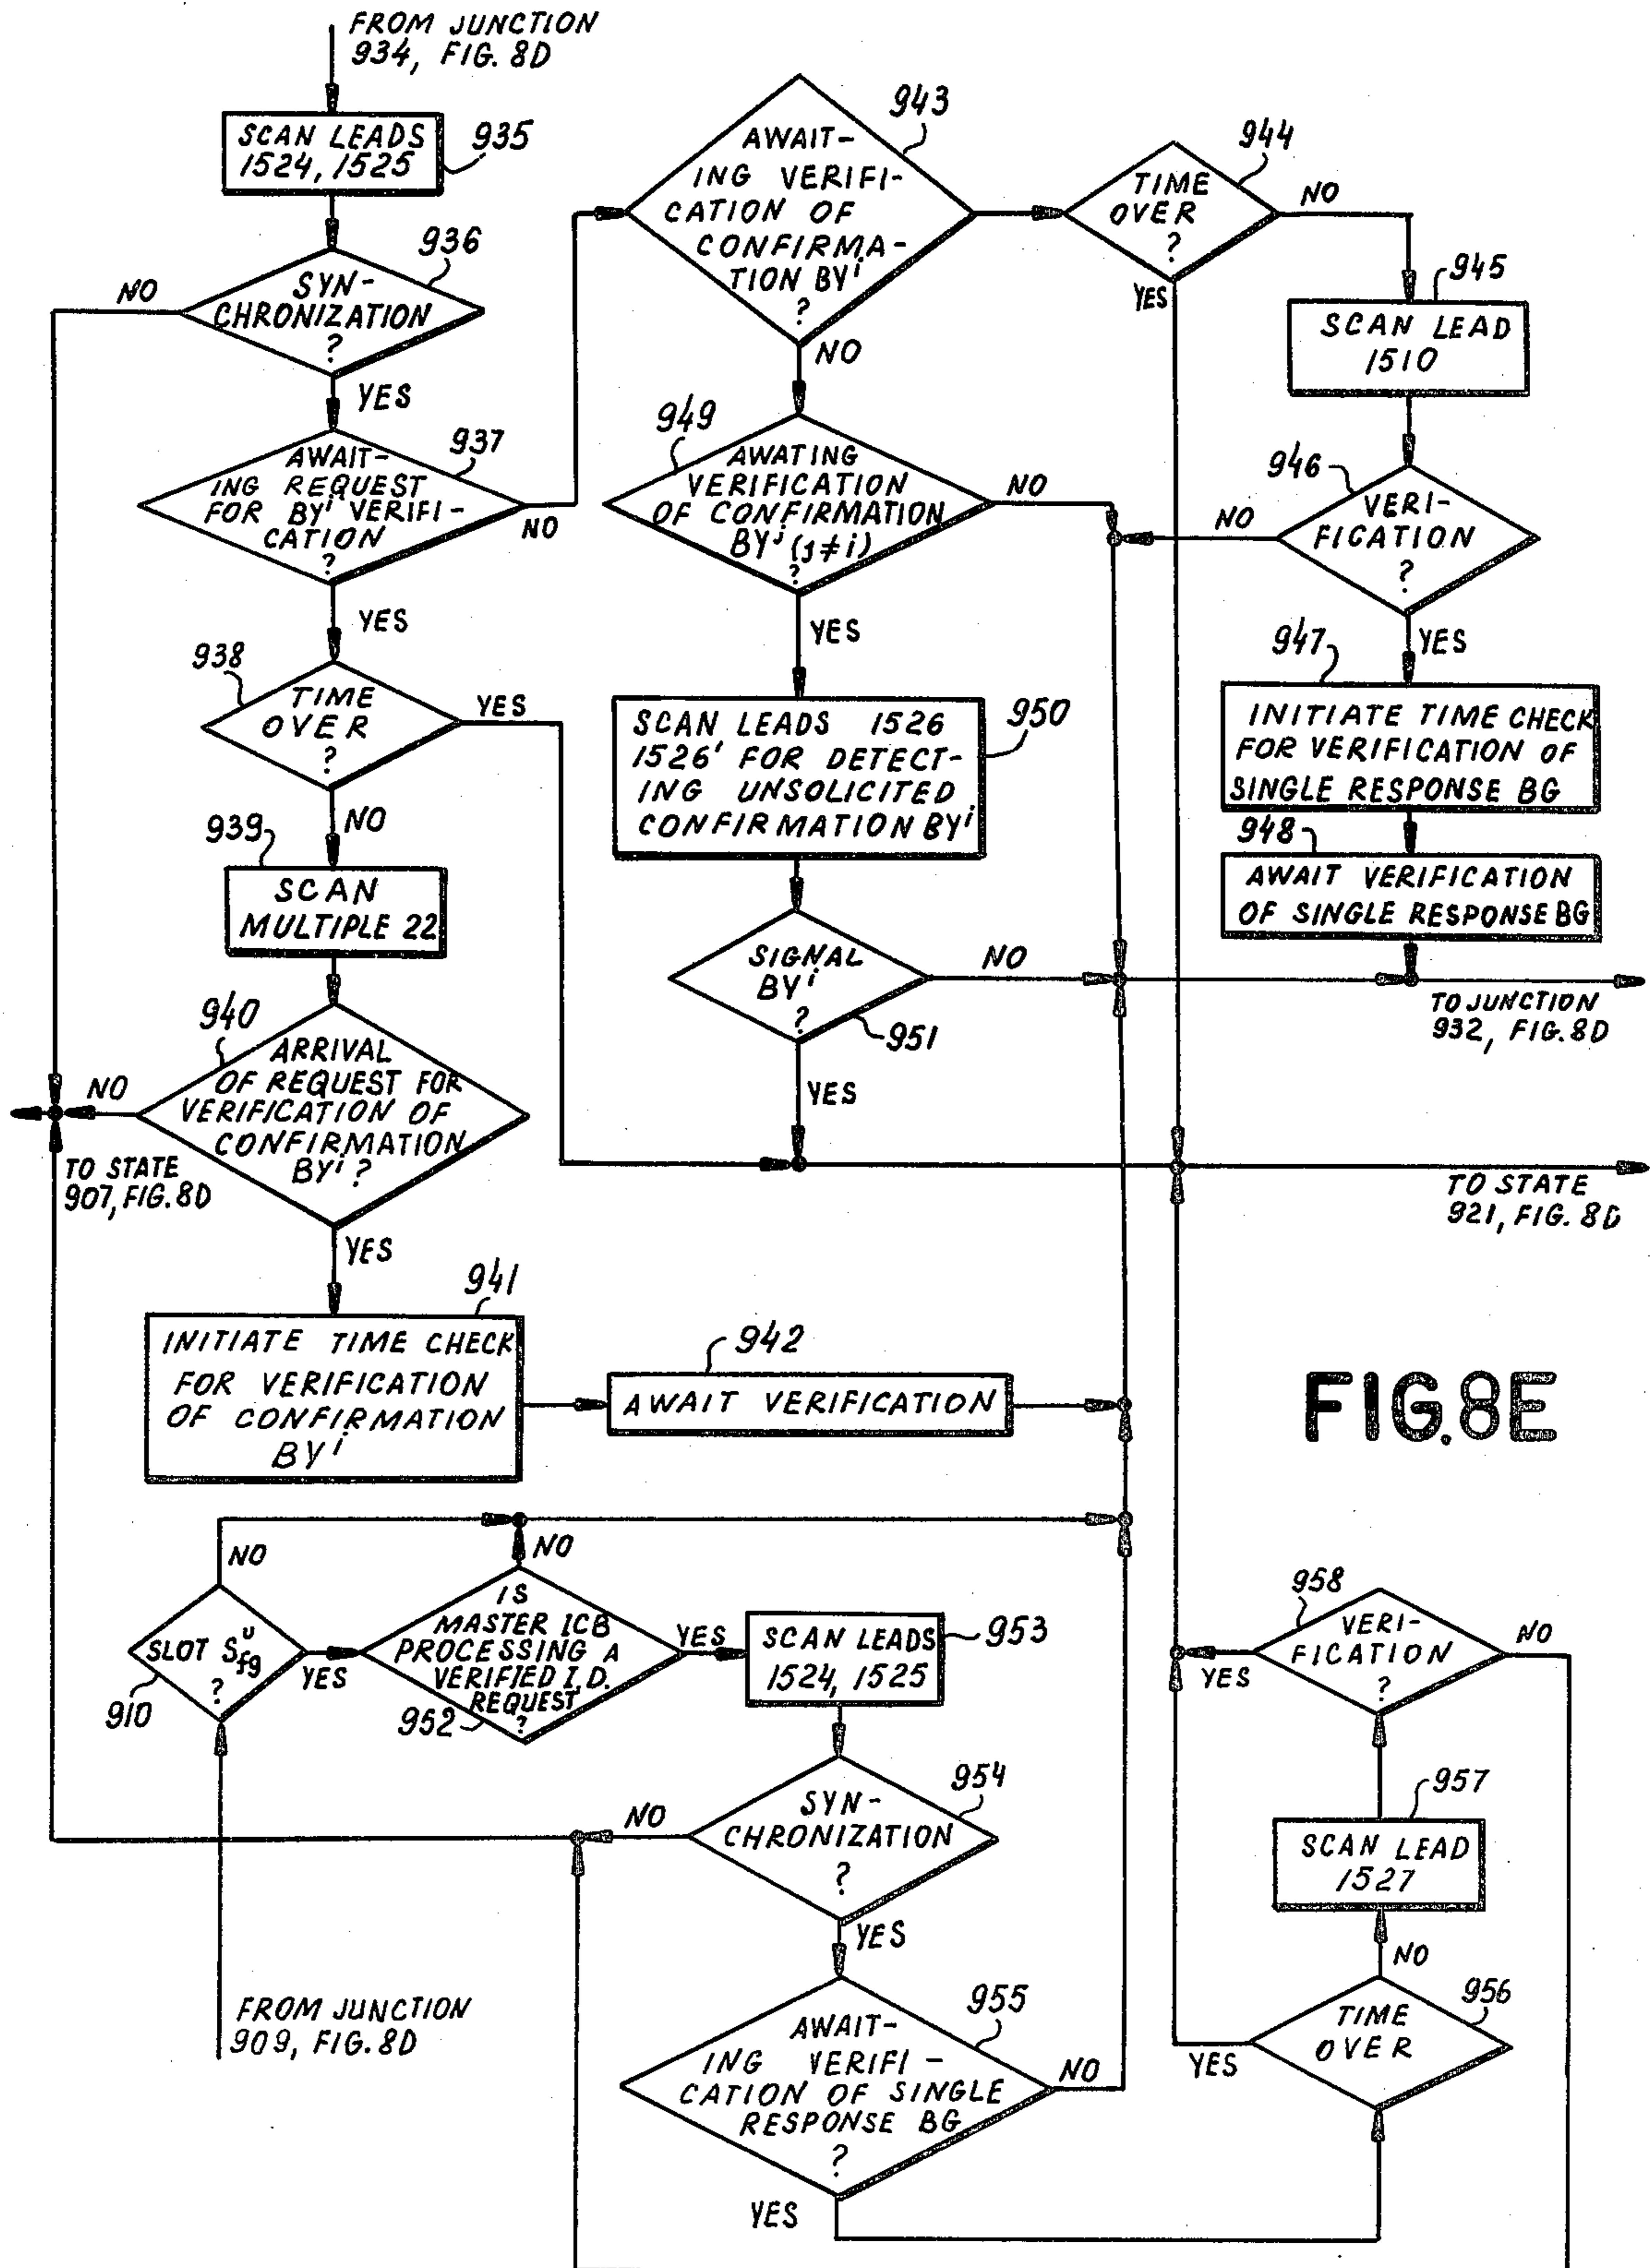 FROM JUNCTION
934, FIG. 8D
SCAN LEADS
1524, 1525
935
SYN-
CHRONIZATION
?
936
NO
YES
AWAIT-
ING REQUEST
FOR BYⁱ VERIFI-
CATION
?
937
NO
YES
938
TIME
OVER
?
YES
NO
939
SCAN
MULTIPLE 22
940
ARRIVAL
OF REQUEST FOR
VERIFICATION OF
CONFIRMATION
BYⁱ ?
NO
TO STATE
907, FIG. 8D
YES
941
INITIATE TIME CHECK
FOR VERIFICATION
OF CONFIRMATION
BYⁱ
942
AWAIT VERIFICATION
943
AWAIT-
ING VERIFI-
CATION OF
CONFIRMA-
TION BYⁱ
?
NO
944
TIME
OVER
?
NO
YES
945
SCAN LEAD
1510
946
VERI-
FICATION
?
NO
YES
947
INITIATE TIME CHECK
FOR VERIFICATION OF
SINGLE RESPONSE BG
948
AWAIT VERIFICATION
OF SINGLE RESPONSE BG
TO JUNCTION
932, FIG. 8D
949
AWATING
VERIFICATION
OF CONFIRMATION
BYʲ (J≠i)
?
NO
YES
SCAN LEADS 1526
1526' FOR DETECT-
ING UNSOLICITED
CONFIRMATION BYⁱ
950
SIGNAL
BYⁱ
?
NO
951
YES
TO STATE
921, FIG. 8D
FIG.8E
NO
SLOT Sᵘfg
?
910
YES
FROM JUNCTION
909, FIG. 8D
NO
IS
MASTER ICB
PROCESSING A
VERIFIED I.D.
REQUEST
?
952
YES
SCAN LEADS
1524, 1525
953
954
SYN-
CHRONIZATION
?
NO
YES
955
AWAIT-
ING VERIFI-
CATION OF SINGLE
RESPONSE BG
?
NO
YES
956
TIME
OVER
YES
NO
957
SCAN LEAD
1527
958
VERI-
FICATION
?
YES
NO